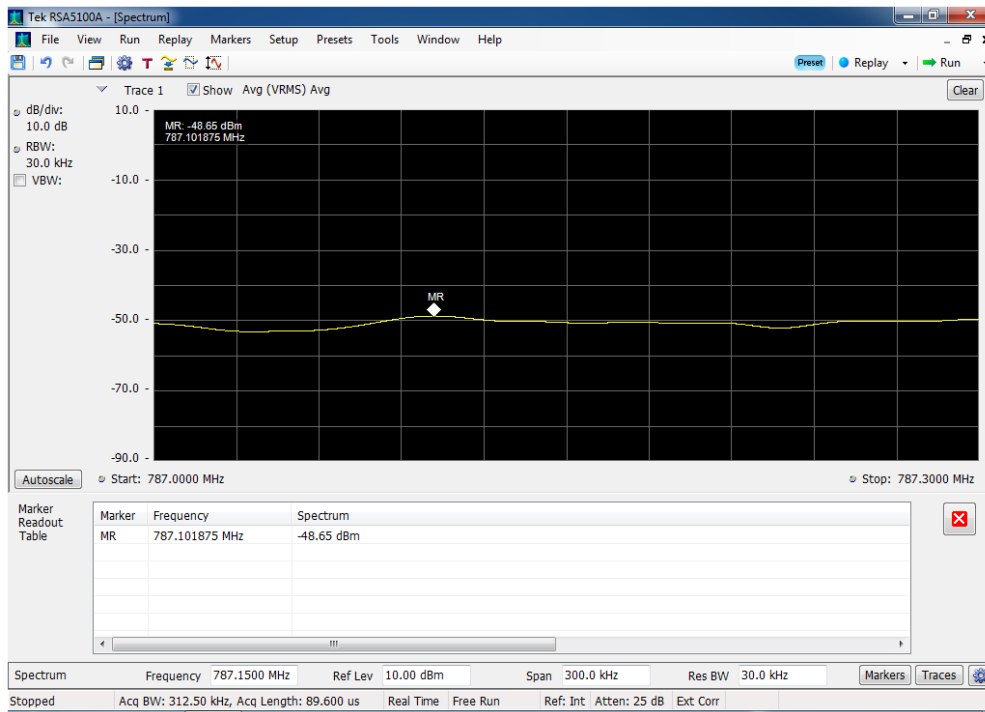 Tek RSA5100A - [Spectrum]
File View Run Replay Markers Setup Presets Tools Window Help
T Preset Replay Run
Trace 1 Show Avg (VRMS) Avg Clear
dB/div:
10.0 dB
RBW:
30.0 kHz
VBW:
10.0
-10.0
-30.0
-50.0
-70.0
-90.0
MR: -48.65 dBm
787.101875 MHz
MR
Autoscale Start: 787.0000 MHz Stop: 787.3000 MHz
Marker
Readout
Table
Marker Frequency Spectrum
MR 787.101875 MHz -48.65 dBm
Spectrum Frequency 787.1500 MHz Ref Lev 10.00 dBm Span 300.0 kHz Res BW 30.0 kHz Markers Traces
Stopped Acq BW: 312.50 kHz, Acq Length: 89.600 us Real Time Free Run Ref: Int Atten: 25 dB Ext Corr